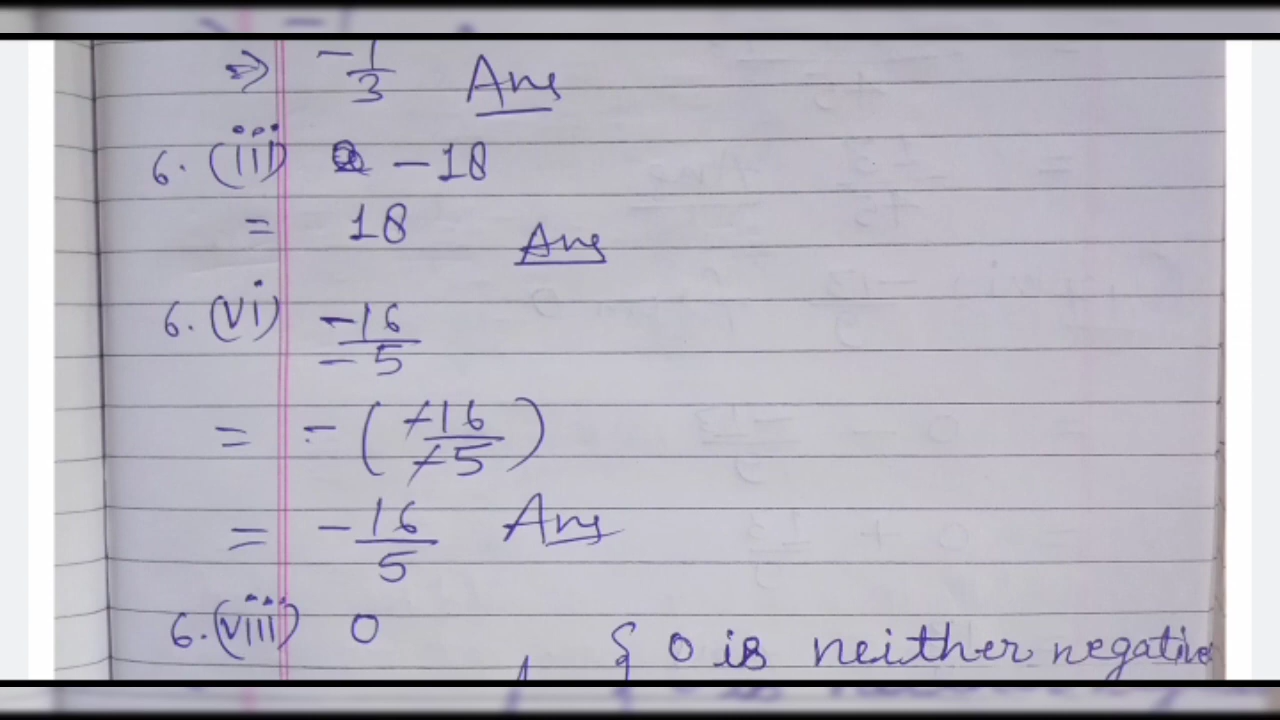 ⇒ -1/3 Ans
6. (iii) -18
= 18 Ans
6. (vi) -16/-5
= - (-16/-5)
= -16/5 Ans
6. (viii) 0 { 0 is neither negative